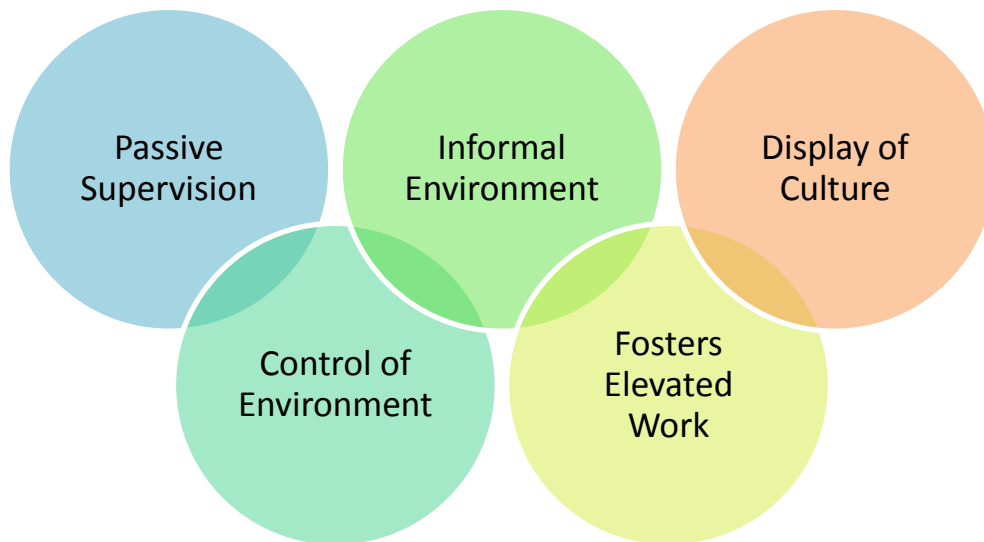 Passive
Supervision
Informal
Environment
Display of
Culture
Control of
Environment
Fosters
Elevated
Work